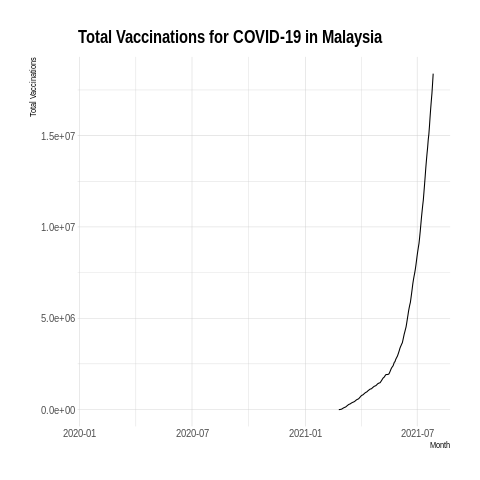 Total Vaccinations for COVID-19 in Malaysia
Total Vaccinations
1.5e+07
1.0e+07
5.0e+06
0.0e+00
2020-01 2020-07 2021-01 2021-07
Month